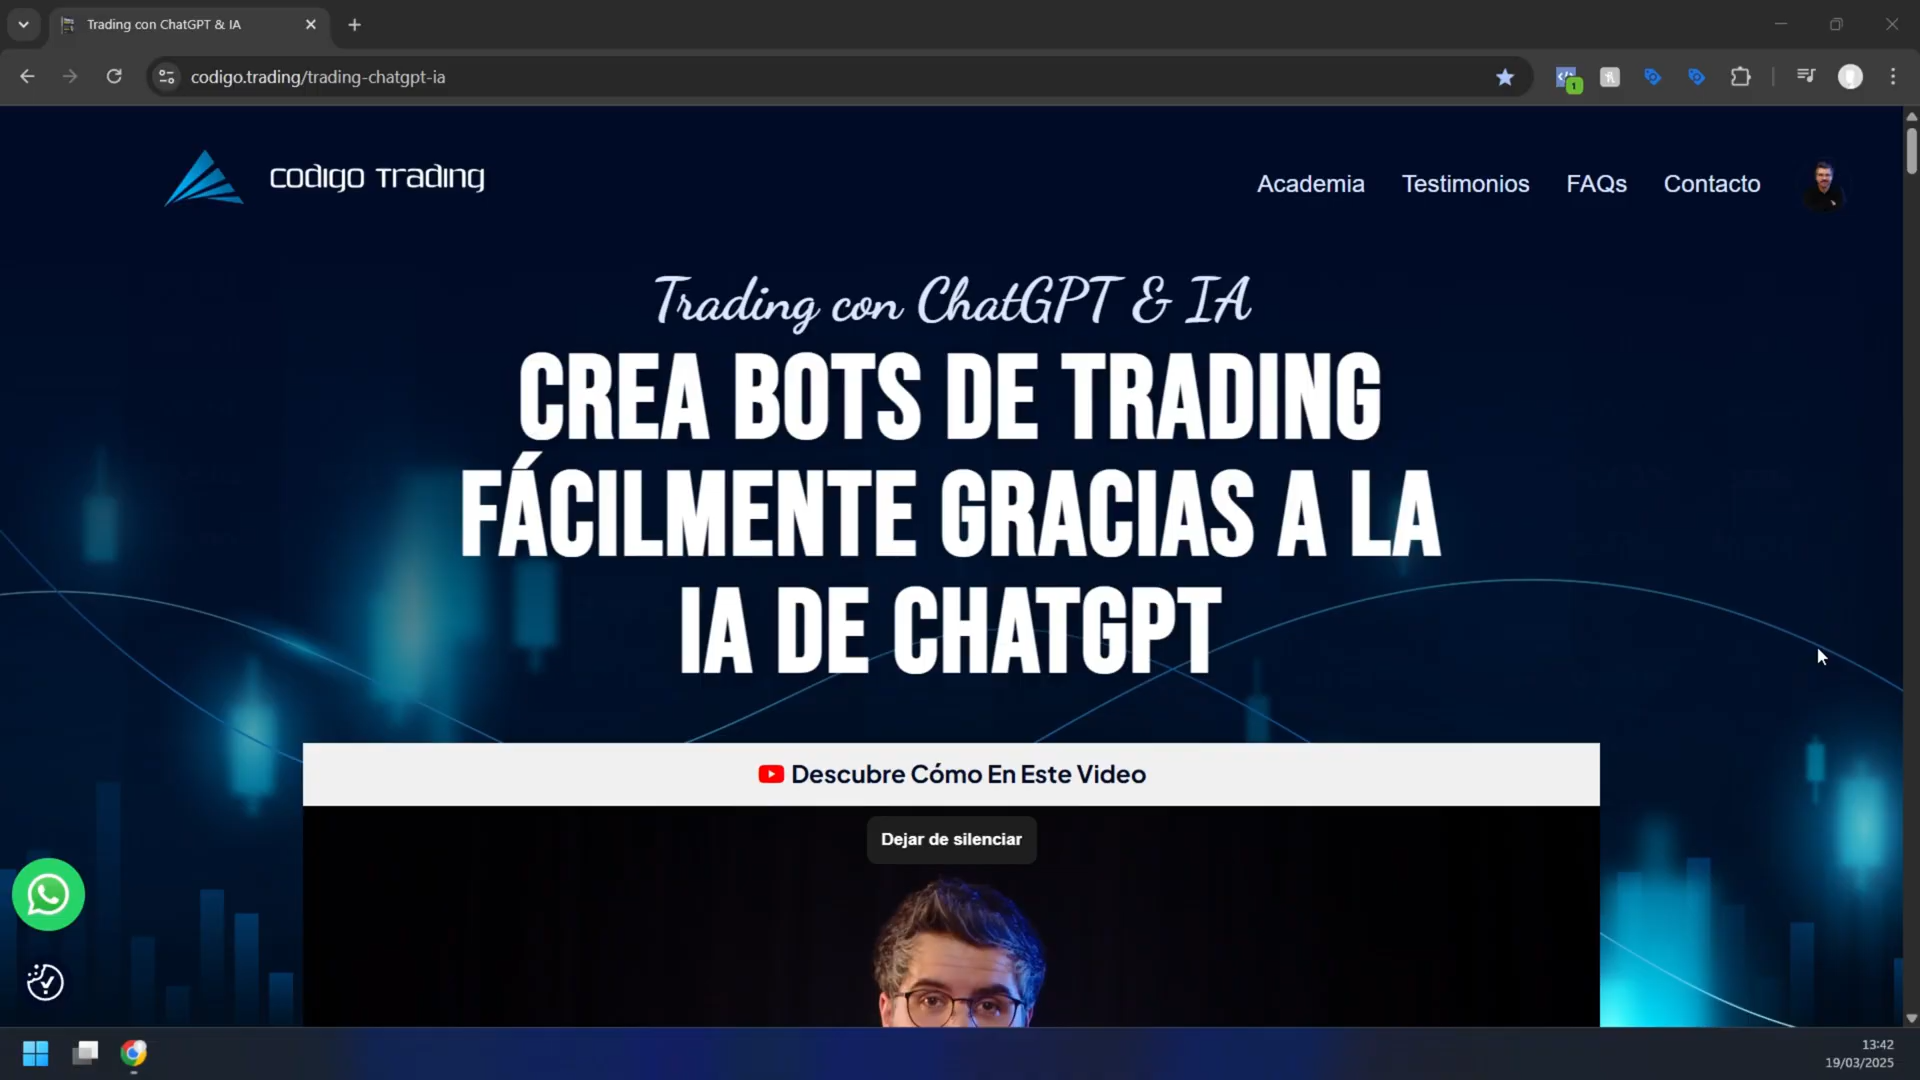 Trading con ChatGPT & IA
codigo.trading/trading-chatgpt-ia
1
codigo Trading
Academia
Testimonios
FAQs
Contacto
Trading con ChatGPT & IA
CREA BOTS DE TRADING
FÁCILMENTE GRACIAS A LA
IA DE CHATGPT
Descubre Cómo En Este Video
Dejar de silenciar
13:42
19/03/2025